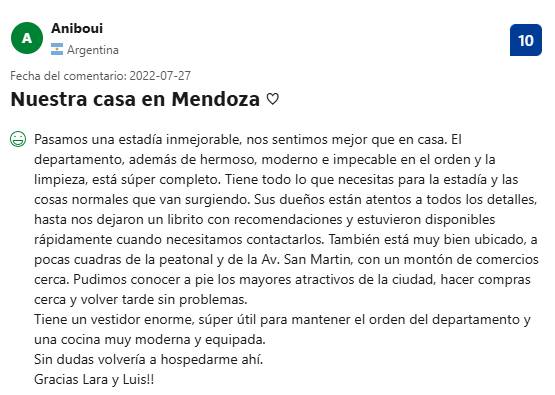 A
Aniboui
Argentina
10
Fecha del comentario: 2022-07-27
Nuestra casa en Mendoza ♡
Pasamos una estadía inmejorable, nos sentimos mejor que en casa. El
departamento, además de hermoso, moderno e impecable en el orden y la
limpieza, está súper completo. Tiene todo lo que necesitas para la estadía y las
cosas normales que van surgiendo. Sus dueños están atentos a todos los detalles,
hasta nos dejaron un librito con recomendaciones y estuvieron disponibles
rápidamente cuando necesitamos contactarlos. También está muy bien ubicado, a
pocas cuadras de la peatonal y de la Av. San Martin, con un montón de comercios
cerca. Pudimos conocer a pie los mayores atractivos de la ciudad, hacer compras
cerca y volver tarde sin problemas.
Tiene un vestidor enorme, súper útil para mantener el orden del departamento y
una cocina muy moderna y equipada.
Sin dudas volvería a hospedarme ahí.
Gracias Lara y Luis!!